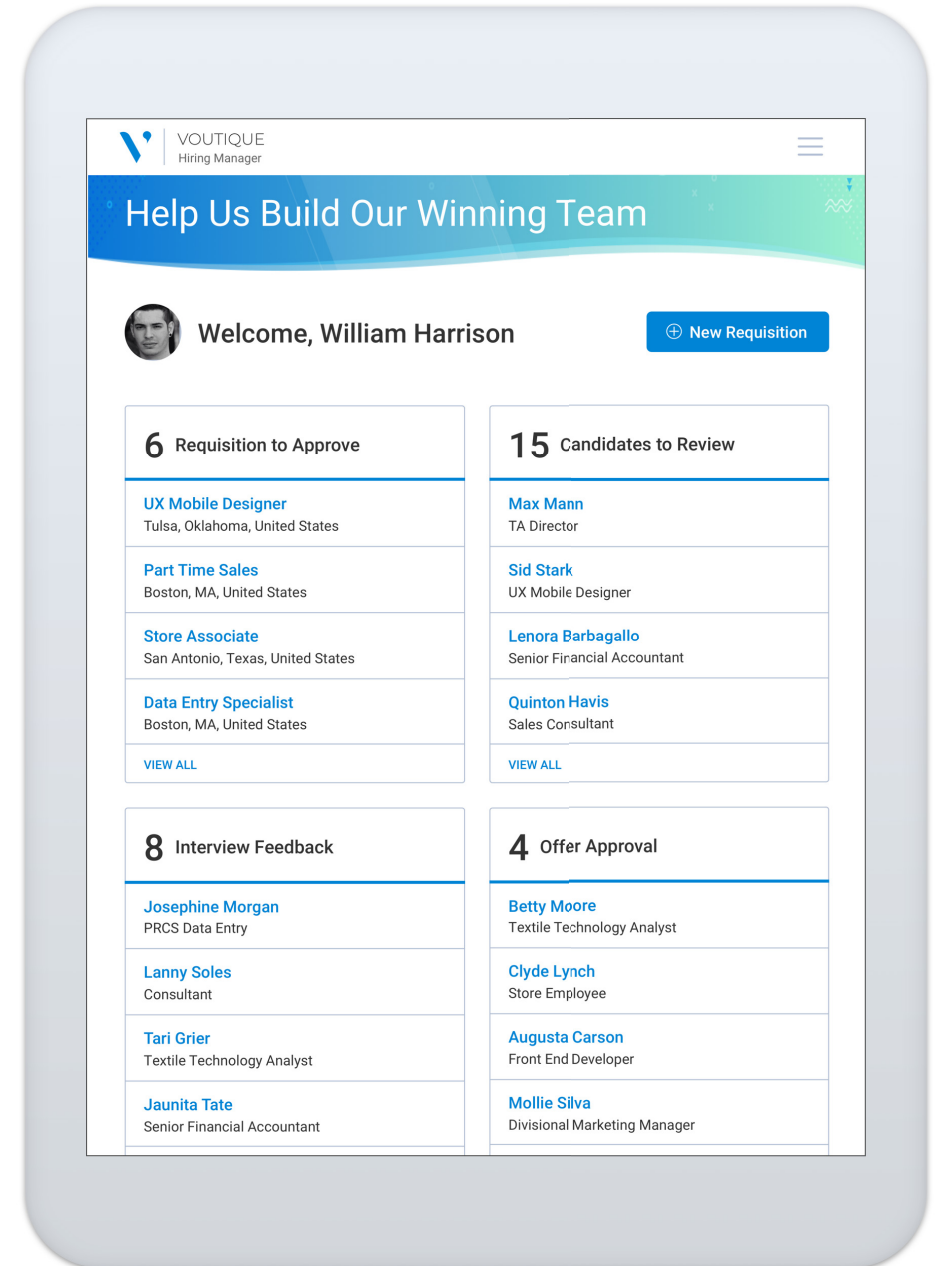 VOUTIQUE
Hiring Manager
Help Us Build Our Winning Team
Welcome, William Harrison
New Requisition
6 Requisition to Approve
UX Mobile Designer
Tulsa, Oklahoma, United States
Part Time Sales
Boston, MA, United States
Store Associate
San Antonio, Texas, United States
Data Entry Specialist
Boston, MA, United States
VIEW ALL
15 Candidates to Review
Max Mann
TA Director
Sid Stark
UX Mobile Designer
Lenora Barbagallo
Senior Financial Accountant
Quinton Havis
Sales Consultant
VIEW ALL
8 Interview Feedback
Josephine Morgan
PRCS Data Entry
Lanny Soles
Consultant
Tari Grier
Textile Technology Analyst
Jaunita Tate
Senior Financial Accountant
4 Offer Approval
Betty Moore
Textile Technology Analyst
Clyde Lynch
Store Employee
Augusta Carson
Front End Developer
Mollie Silva
Divisional Marketing Manager